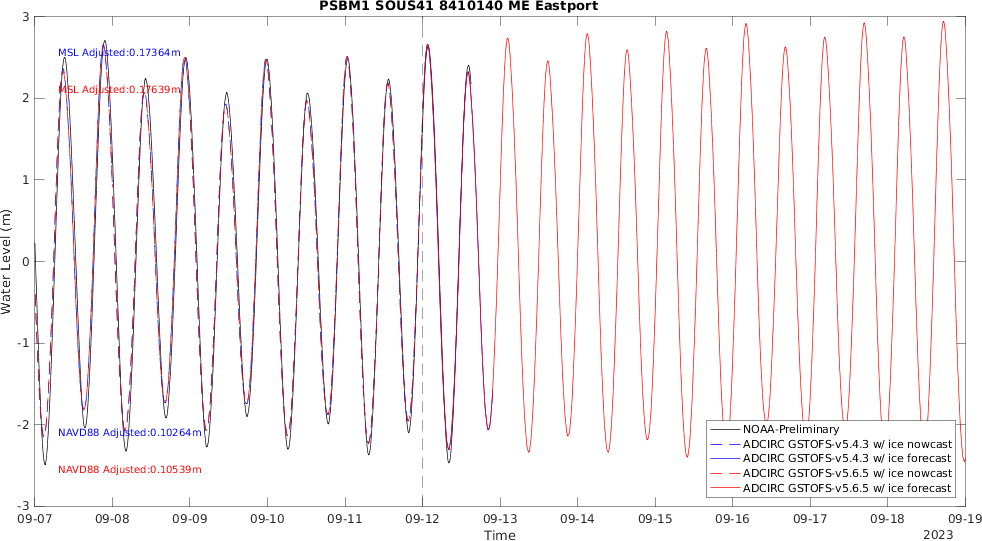 PSBM1 SOUS41 8410140 ME Eastport
3
2
1
0
-1
-2
-3
Water Level (m)
MSL Adjusted:0.17364m
MSL Adjusted:0.17639m
NAVD88 Adjusted:0.10264m
NAVD88 Adjusted:0.10539m
NOAA-Preliminary
ADCIRC GSTOFS-v5.4.3 w/ ice nowcast
ADCIRC GSTOFS-v5.4.3 w/ ice forecast
ADCIRC GSTOFS-v5.6.5 w/ ice nowcast
ADCIRC GSTOFS-v5.6.5 w/ ice forecast
09-07 09-08 09-09 09-10 09-11 09-12 09-13 09-14 09-15 09-16 09-17 09-18 09-19
Time 2023